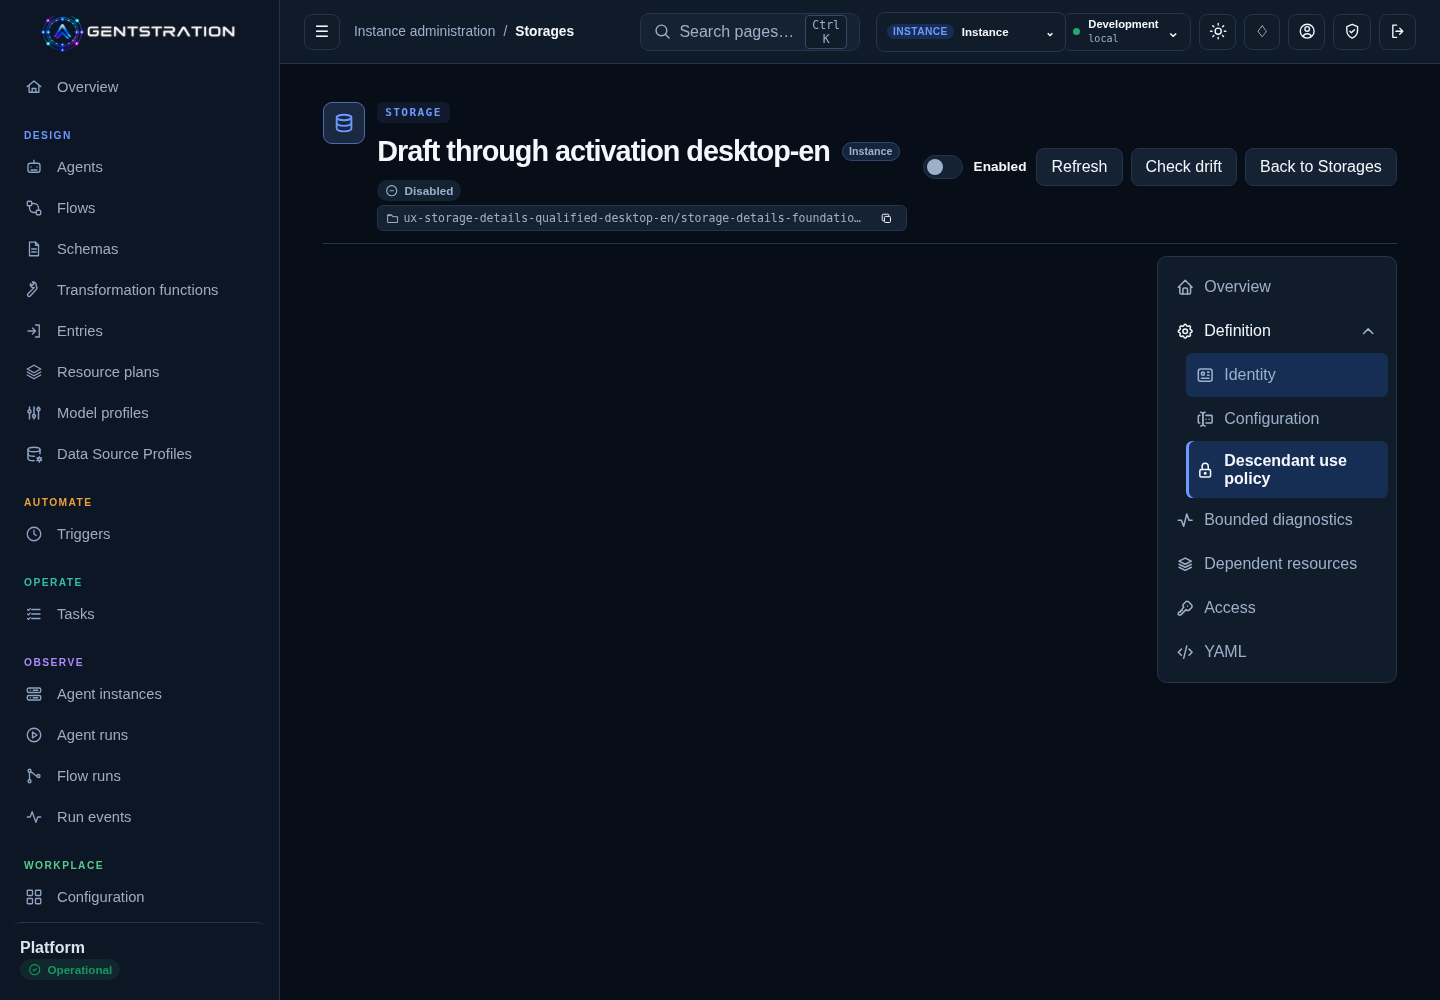 GENTSTRATION
Overview
DESIGN
Agents
Flows
Schemas
Transformation functions
Entries
Resource plans
Model profiles
Data Source Profiles
AUTOMATE
Triggers
OPERATE
Tasks
OBSERVE
Agent instances
Agent runs
Flow runs
Run events
WORKPLACE
Configuration
Platform
Operational
Instance administration / Storages
Search pages… Ctrl K
INSTANCE Instance
Development
local
STORAGE
Draft through activation desktop-en Instance
Disabled
ux-storage-details-qualified-desktop-en/storage-details-foundatio…
Enabled Refresh Check drift Back to Storages
Overview
Definition
Identity
Configuration
Descendant use
policy
Bounded diagnostics
Dependent resources
Access
YAML